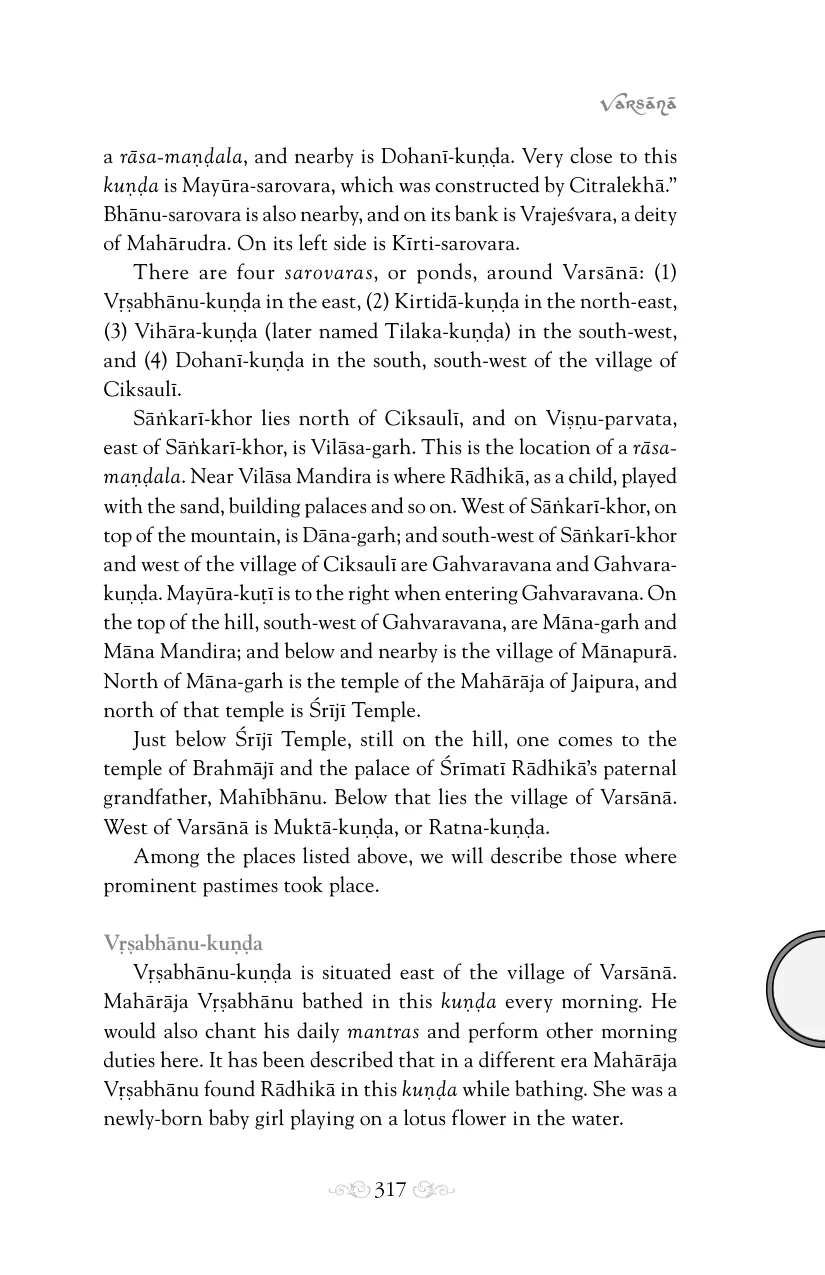 Varsānā
a rāsa-maṇḍala, and nearby is Dohanī-kuṇḍa. Very close to this
kuṇḍa is Mayūra-sarovara, which was constructed by Citralekhā.”
Bhānu-sarovara is also nearby, and on its bank is Vrajeśvara, a deity
of Mahārudra. On its left side is Kīrti-sarovara.
There are four sarovaras, or ponds, around Varsānā: (1)
Vṛṣabhānu-kuṇḍa in the east, (2) Kirtidā-kuṇḍa in the north-east,
(3) Vihāra-kuṇḍa (later named Tilaka-kuṇḍa) in the south-west,
and (4) Dohanī-kuṇḍa in the south, south-west of the village of
Ciksaulī.
Sāṅkarī-khor lies north of Ciksaulī, and on Viṣṇu-parvata,
east of Sāṅkarī-khor, is Vilāsa-garh. This is the location of a rāsa-
maṇḍala. Near Vilāsa Mandira is where Rādhikā, as a child, played
with the sand, building palaces and so on. West of Sāṅkarī-khor, on
top of the mountain, is Dāna-garh; and south-west of Sāṅkarī-khor
and west of the village of Ciksaulī are Gahvaravana and Gahvara-
kuṇḍa. Mayūra-kuṭī is to the right when entering Gahvaravana. On
the top of the hill, south-west of Gahvaravana, are Māna-garh and
Māna Mandira; and below and nearby is the village of Mānapurā.
North of Māna-garh is the temple of the Mahārāja of Jaipura, and
north of that temple is Śrījī Temple.
Just below Śrījī Temple, still on the hill, one comes to the
temple of Brahmājī and the palace of Śrīmatī Rādhikā’s paternal
grandfather, Mahībhānu. Below that lies the village of Varsānā.
West of Varsānā is Muktā-kuṇḍa, or Ratna-kuṇḍa.
Among the places listed above, we will describe those where
prominent pastimes took place.
Vṛṣabhānu-kuṇḍa
Vṛṣabhānu-kuṇḍa is situated east of the village of Varsānā.
Mahārāja Vṛṣabhānu bathed in this kuṇḍa every morning. He
would also chant his daily mantras and perform other morning
duties here. It has been described that in a different era Mahārāja
Vṛṣabhānu found Rādhikā in this kuṇḍa while bathing. She was a
newly-born baby girl playing on a lotus flower in the water.
317